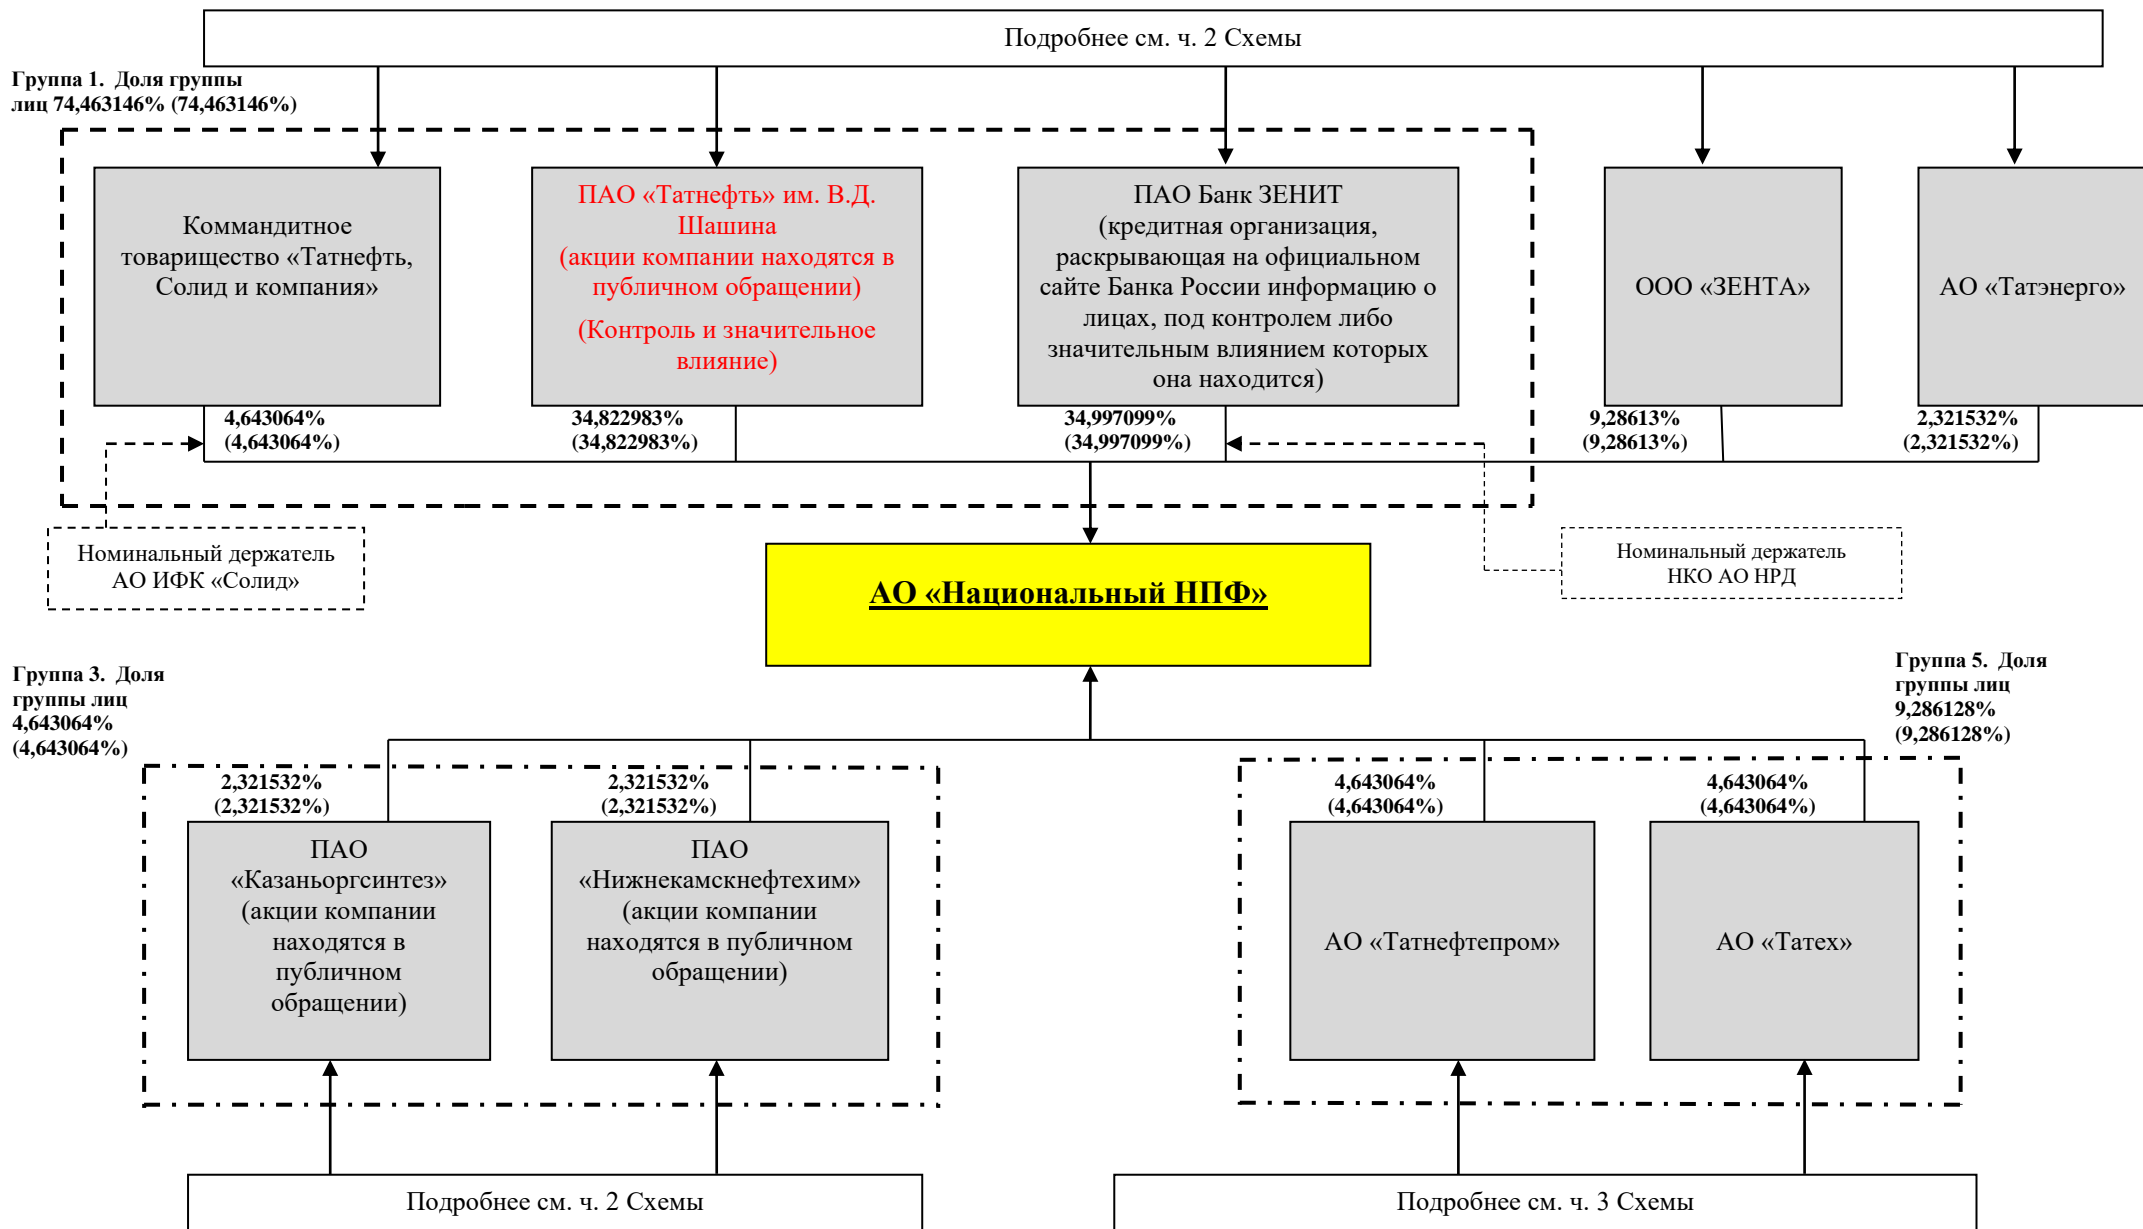 Подробнее см. ч. 2 Схемы
Группа 1.  Доля группы
лиц 74,463146% (74,463146%)
Коммандитное
товарищество «Татнефть,
Солид и компания»
ПАО «Татнефть» им. В.Д.
Шашина
(акции компании находятся в
публичном обращении)
(Контроль и значительное
влияние)
ПАО Банк ЗЕНИТ
(кредитная организация,
раскрывающая на официальном
сайте Банка России информацию о
лицах, под контролем либо
значительным влиянием которых
она находится)
ООО «ЗЕНТА»
АО «Татэнерго»
4,643064%
(4,643064%)
34,822983%
(34,822983%)
34,997099%
(34,997099%)
9,28613%
(9,28613%)
2,321532%
(2,321532%)
Номинальный держатель
АО ИФК «Солид»
АО «Национальный НПФ»
Номинальный держатель
НКО АО НРД
Группа 3.  Доля
группы лиц
4,643064%
(4,643064%)
Группа 5.  Доля
группы лиц
9,286128%
(9,286128%)
2,321532%
(2,321532%)
2,321532%
(2,321532%)
4,643064%
(4,643064%)
4,643064%
(4,643064%)
ПАО
«Казаньоргсинтез»
(акции компании
находятся в
публичном
обращении)
ПАО
«Нижнекамскнефтехим»
(акции компании
находятся в публичном
обращении)
АО «Татнефтепром»
АО «Татех»
Подробнее см. ч. 2 Схемы
Подробнее см. ч. 3 Схемы